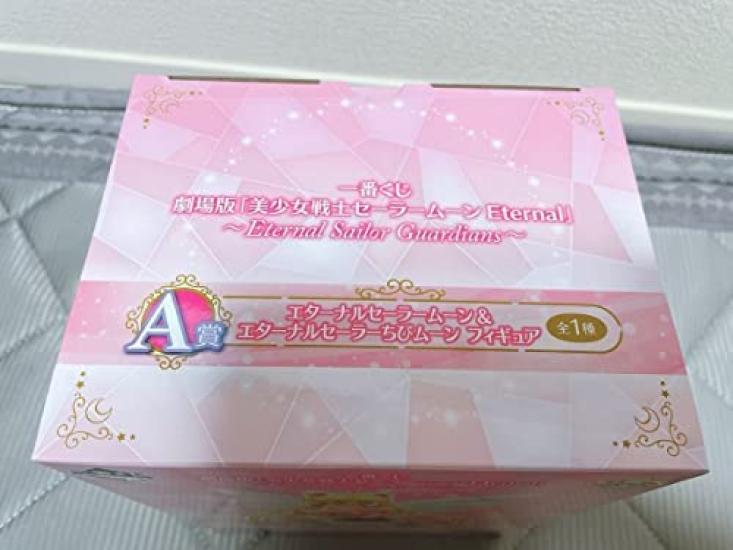 一番くじ
劇場版「美少女戦士セーラームーン Eternal」
～Eternal Sailor Guardians～
A賞
エターナルセーラームーン&
エターナルセーラーちびムーン フィギュア
全1種